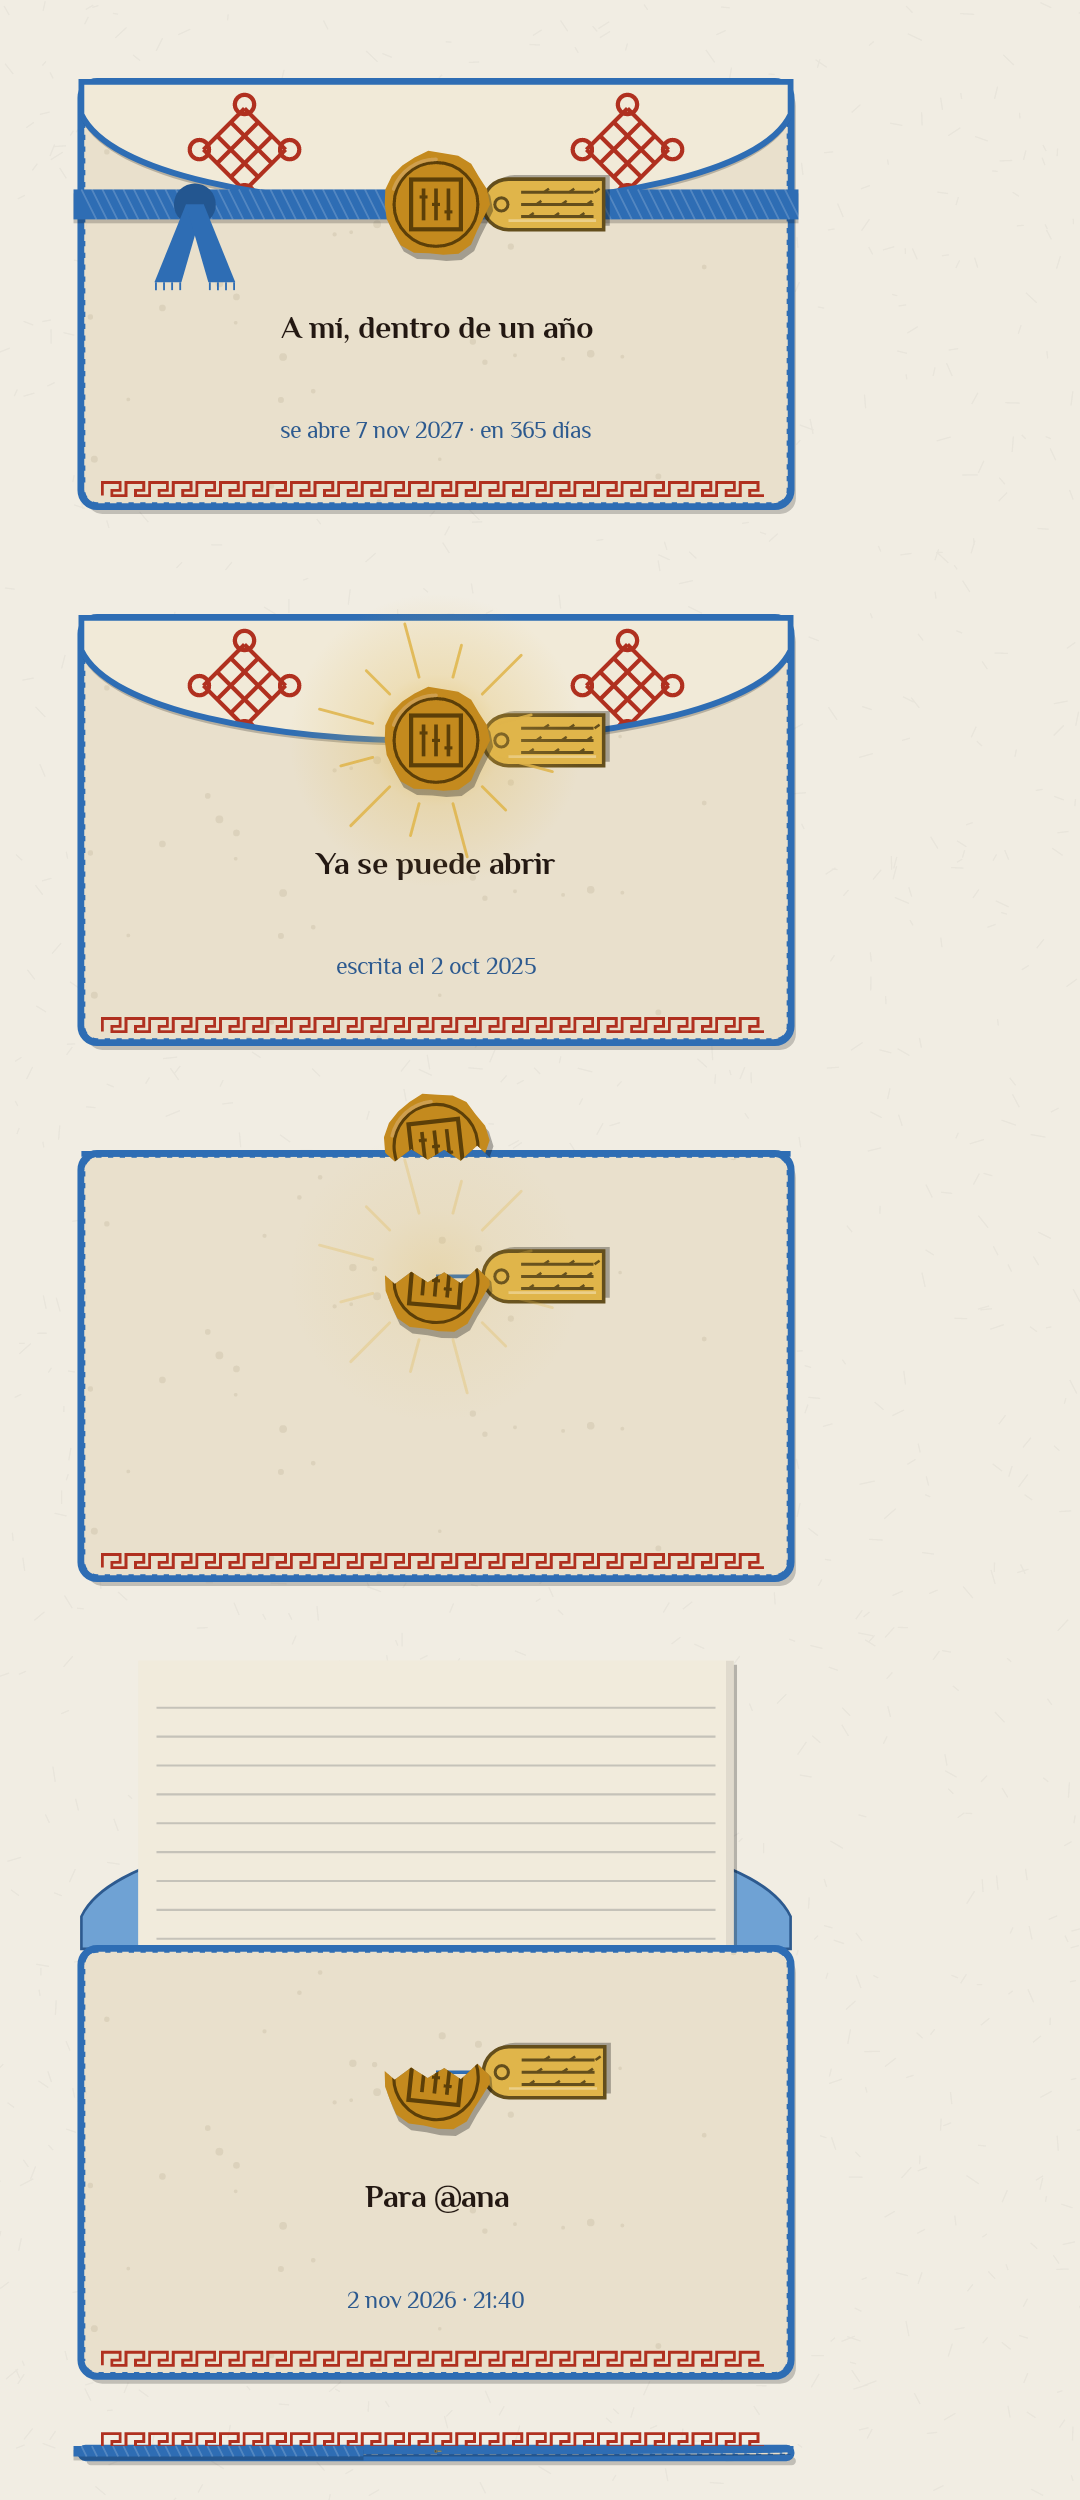 A mí, dentro de un año
se abre 7 nov 2027 · en 365 días
Ya se puede abrir
escrita el 2 oct 2025
Para @ana
2 nov 2026 · 21:40